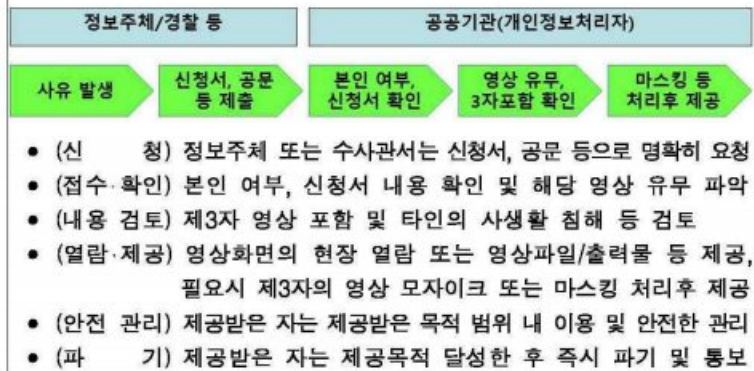 정보주체/경찰 등
공공기관(개인정보처리자)
사유 발생
신청서, 공문
등 제출
본인 여부,
신청서 확인
영상 유무,
3자포함 확인
마스킹 등
처리후 제공
• (신 청) 정보주체 또는 수사관서는 신청서, 공문 등으로 명확히 요청
• (접수·확인) 본인 여부, 신청서 내용 확인 및 해당 영상 유무 파악
• (내용 검토) 제3자 영상 포함 및 타인의 사생활 침해 등 검토
• (열람·제공) 영상화면의 현장 열람 또는 영상파일/출력물 등 제공,
필요시 제3자의 영상 모자이크 또는 마스킹 처리후 제공
• (안전 관리) 제공받은 자는 제공받은 목적 범위 내 이용 및 안전한 관리
• (파 기) 제공받은 자는 제공목적 달성한 후 즉시 파기 및 통보